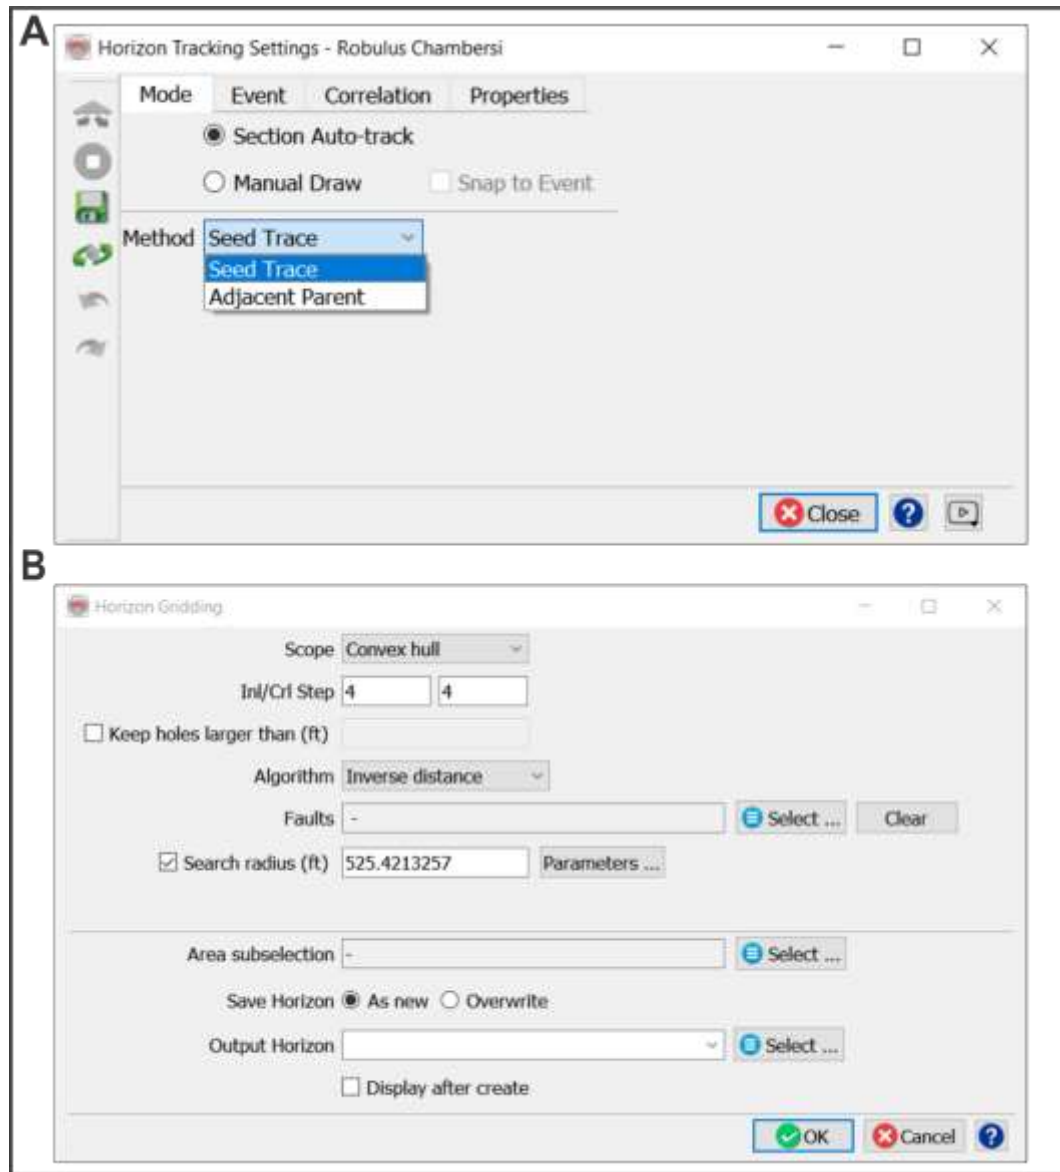 A
Horizon Tracking Settings - Robulus Chambersi
Mode Event Correlation Properties
Section Auto-track
Manual Draw Snap to Event
Method Seed Trace
Seed Trace
Adjacent Parent
Close ?
B
Horizon Gridding
Scope Convex hull
Inl/Crl Step 4 4
Keep holes larger than (ft)
Algorithm Inverse distance
Faults - Select ... Clear
Search radius (ft) 525.4213257 Parameters ...
Area subselection - Select ...
Save Horizon As new Overwrite
Output Horizon Select ...
Display after create
OK Cancel ?